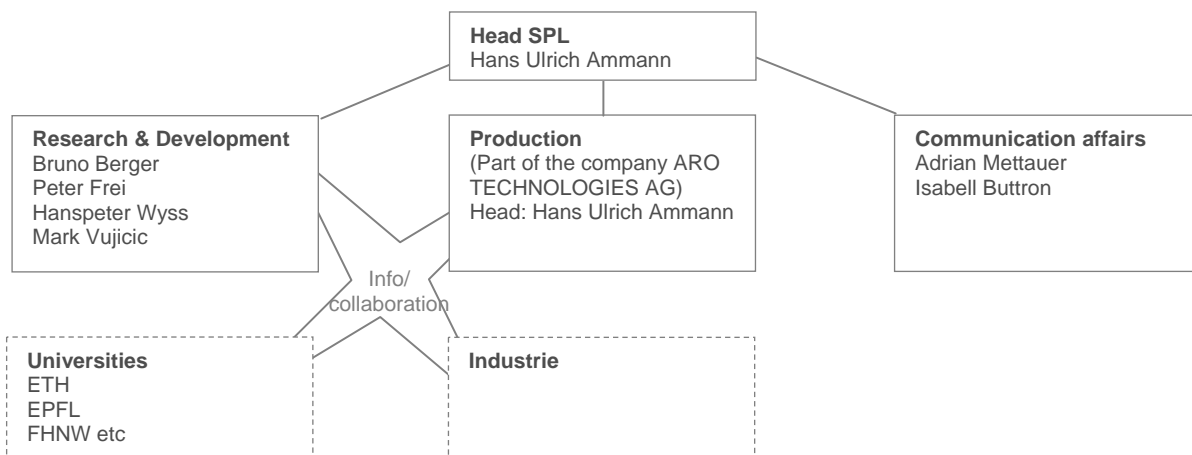 Head SPL
Hans Ulrich Ammann
Research & Development
Bruno Berger
Peter Frei
Hanspeter Wyss
Mark Vujicic
Production
(Part of the company ARO
TECHNOLOGIES AG)
Head: Hans Ulrich Ammann
Communication affairs
Adrian Mettauer
Isabell Buttron
Info/
collaboration
Universities
ETH
EPFL
FHNW etc
Industrie